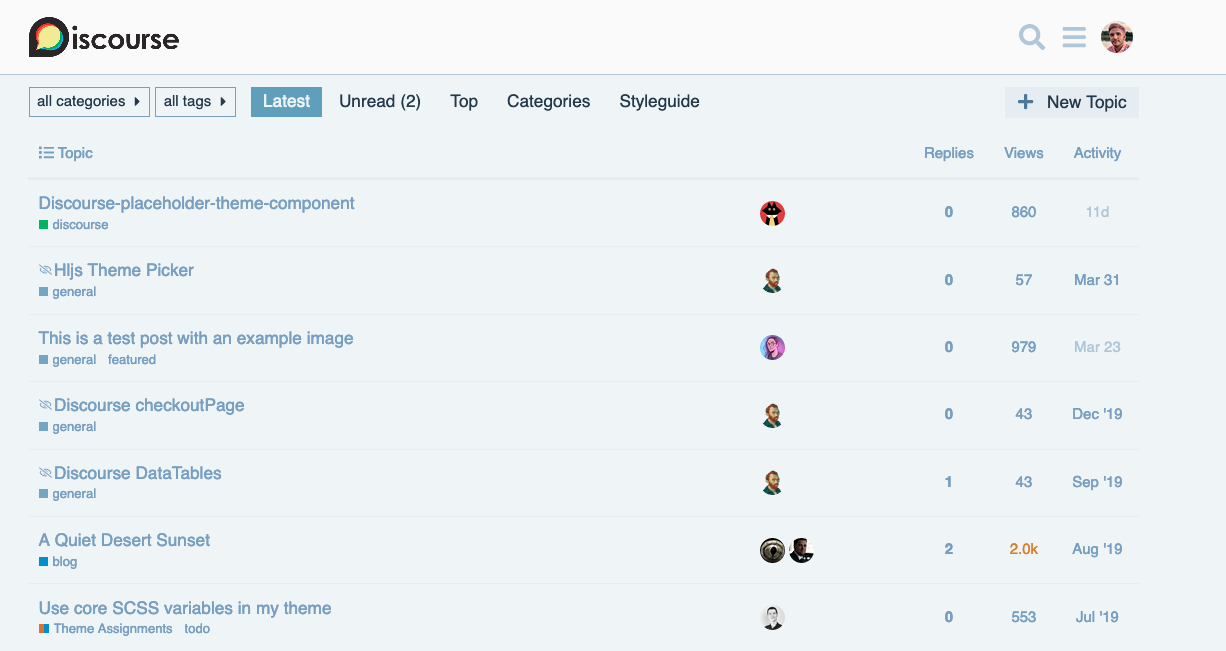 Discourse
all categories all tags Latest Unread (2) Top Categories Styleguide + New Topic
Topic Replies Views Activity
Discourse-placeholder-theme-component 0 860 11d
discourse
Hljs Theme Picker 0 57 Mar 31
general
This is a test post with an example image 0 979 Mar 23
general featured
Discourse checkoutPage 0 43 Dec '19
general
Discourse DataTables 1 43 Sep '19
general
A Quiet Desert Sunset 2 2.0k Aug '19
blog
Use core SCSS variables in my theme 0 553 Jul '19
Theme Assignments todo